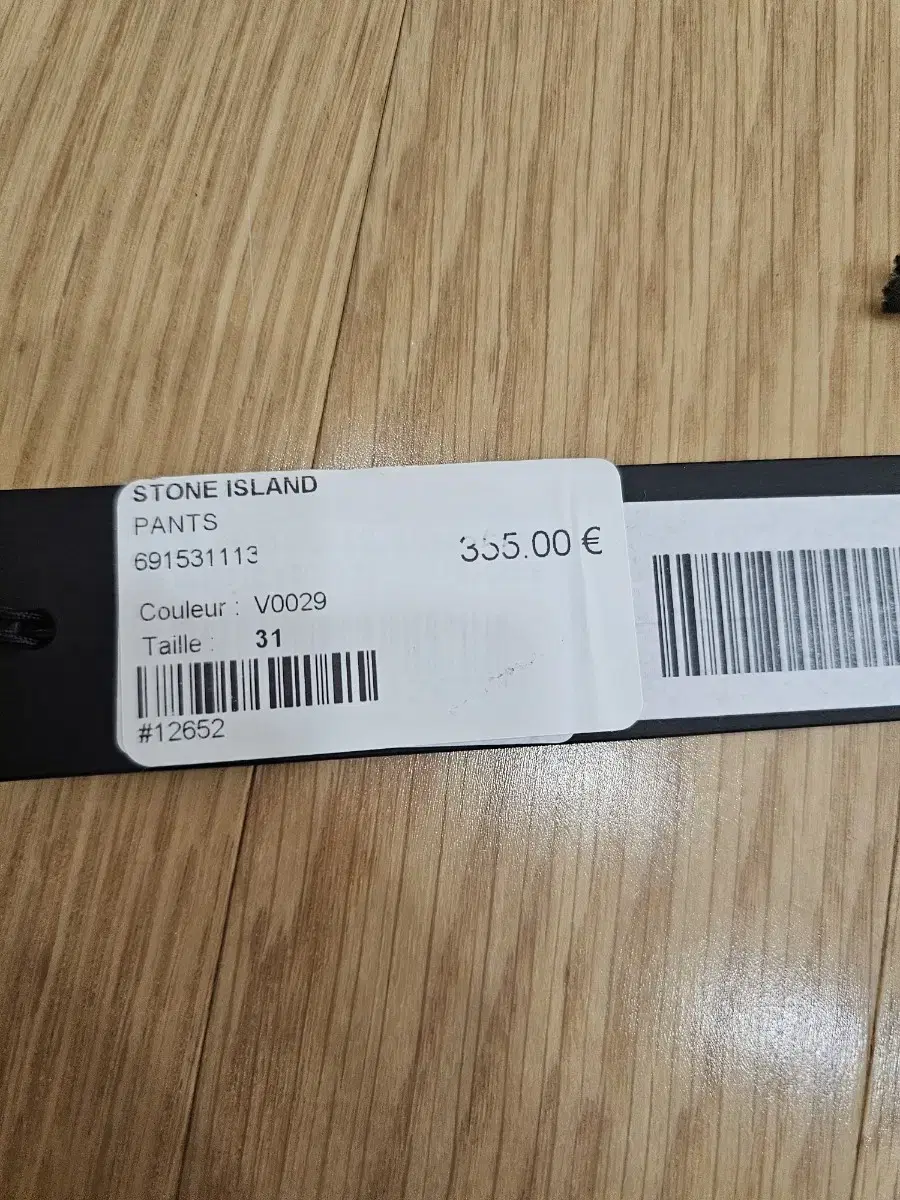 STONE ISLAND
PANTS
691531113
355.00 €
Couleur : V0029
Taille : 31
#12652